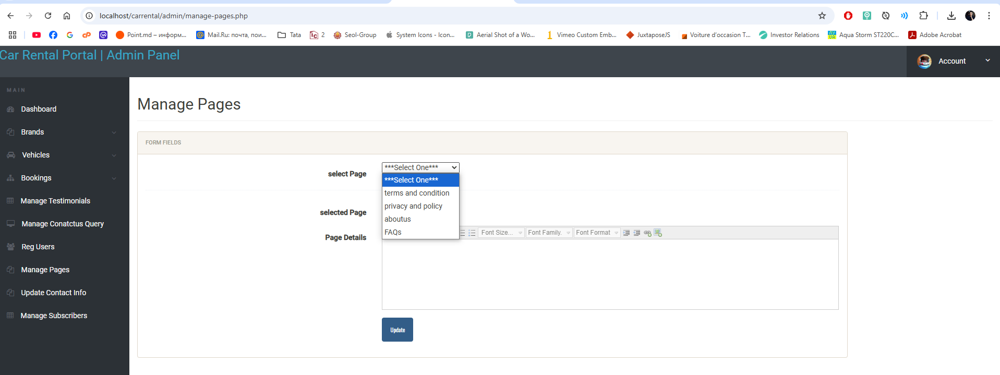 localhost/carrental/admin/manage-pages.php
Point.md – информ... Mail.Ru: почта, пои... Tata 2 Seol-Group System Icons - Icon... Aerial Shot of a Wo... Vimeo Custom Emb... JuxtaposeJS Voiture d'occasion T... Investor Relations Aqua Storm ST220C... Adobe Acrobat
Car Rental Portal | Admin Panel
Account
MAIN
Dashboard
Brands
Vehicles
Bookings
Manage Testimonials
Manage Conatctus Query
Reg Users
Manage Pages
Update Contact Info
Manage Subscribers
Manage Pages
FORM FIELDS
select Page
***Select One***
***Select One***
terms and condition
privacy and policy
aboutus
FAQs
selected Page
Page Details
Font Size... Font Family. Font Format
Update